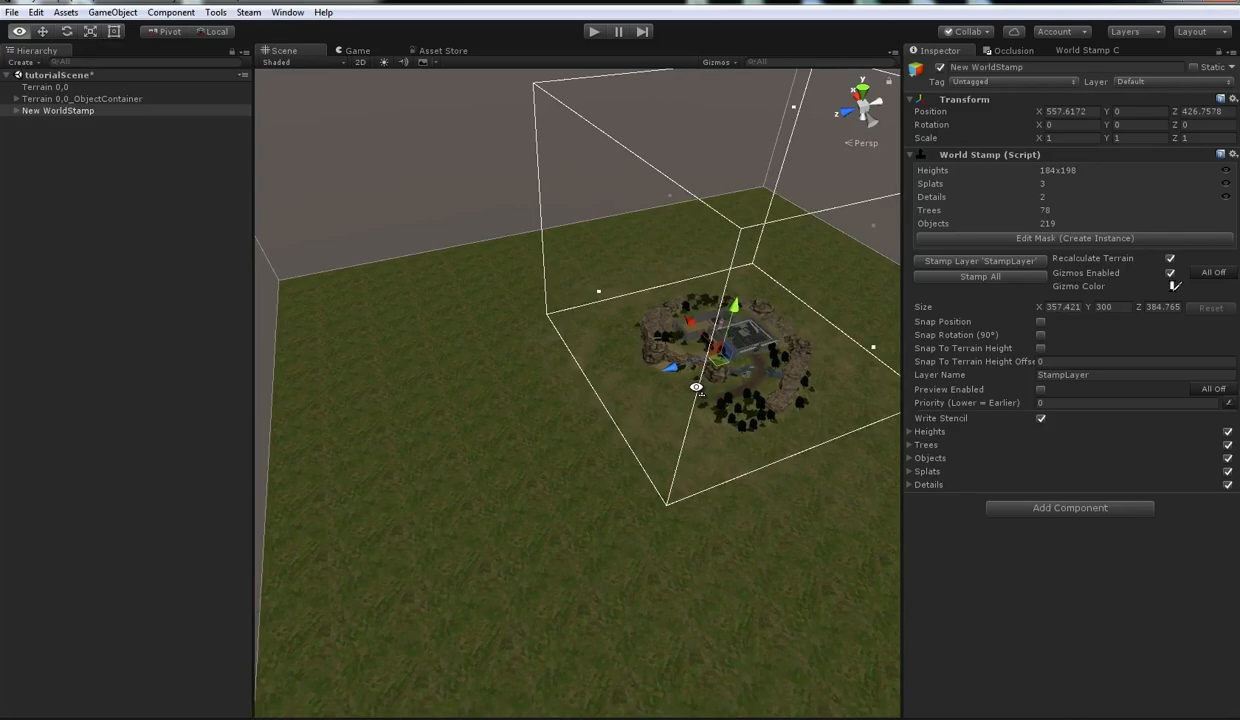 File Edit Assets GameObject Component Tools Steam Window Help
Pivot Local Collab Account Layers Layout
Hierarchy Scene Game Asset Store Inspector Occlusion World Stamp C
Create All Shaded 2D Gizmos All New WorldStamp Static
tutorialScene* Tag Untagged Layer Default
Terrain 0,0
Terrain 0,0_ObjectContainer Transform
New WorldStamp Position X 557.6172 Y 0 Z 426.7578
Rotation X 0 Y 0 Z 0
Scale X 1 Y 1 Z 1
y
x
z
Persp
World Stamp (Script)
Heights 184x198
Splats 3
Details 2
Trees 78
Objects 219
Edit Mask (Create Instance)
Stamp Layer 'StampLayer' Recalculate Terrain
Stamp All Gizmos Enabled All Off
Gizmo Color
Size X 357.421 Y 300 Z 384.765 Reset
Snap Position
Snap Rotation (90°)
Snap To Terrain Height
Snap To Terrain Height Offse 0
Layer Name StampLayer
Preview Enabled All Off
Priority (Lower = Earlier) 0
Write Stencil
Heights
Trees
Objects
Splats
Details
Add Component